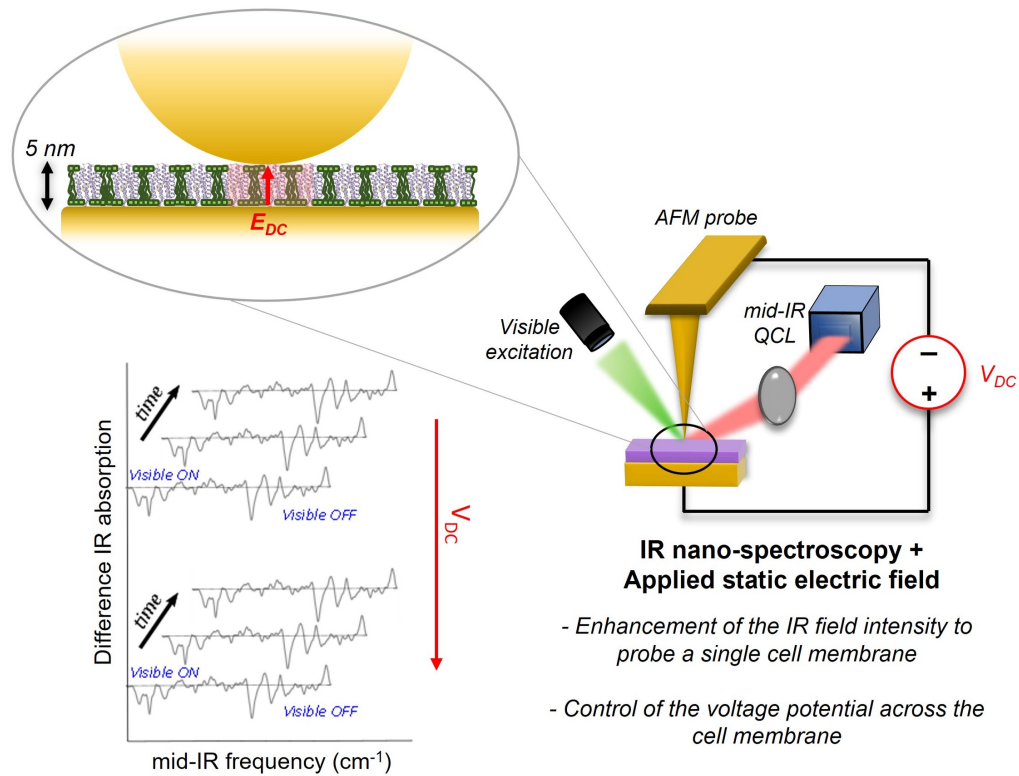 5 nm
E_DC
AFM probe
Visible
excitation
mid-IR
QCL
−
+
V_DC
Difference IR absorption
time
Visible ON
Visible OFF
time
Visible ON
Visible OFF
V_DC
mid-IR frequency (cm⁻¹)
IR nano-spectroscopy +
Applied static electric field
- Enhancement of the IR field intensity to
probe a single cell membrane
- Control of the voltage potential across the
cell membrane